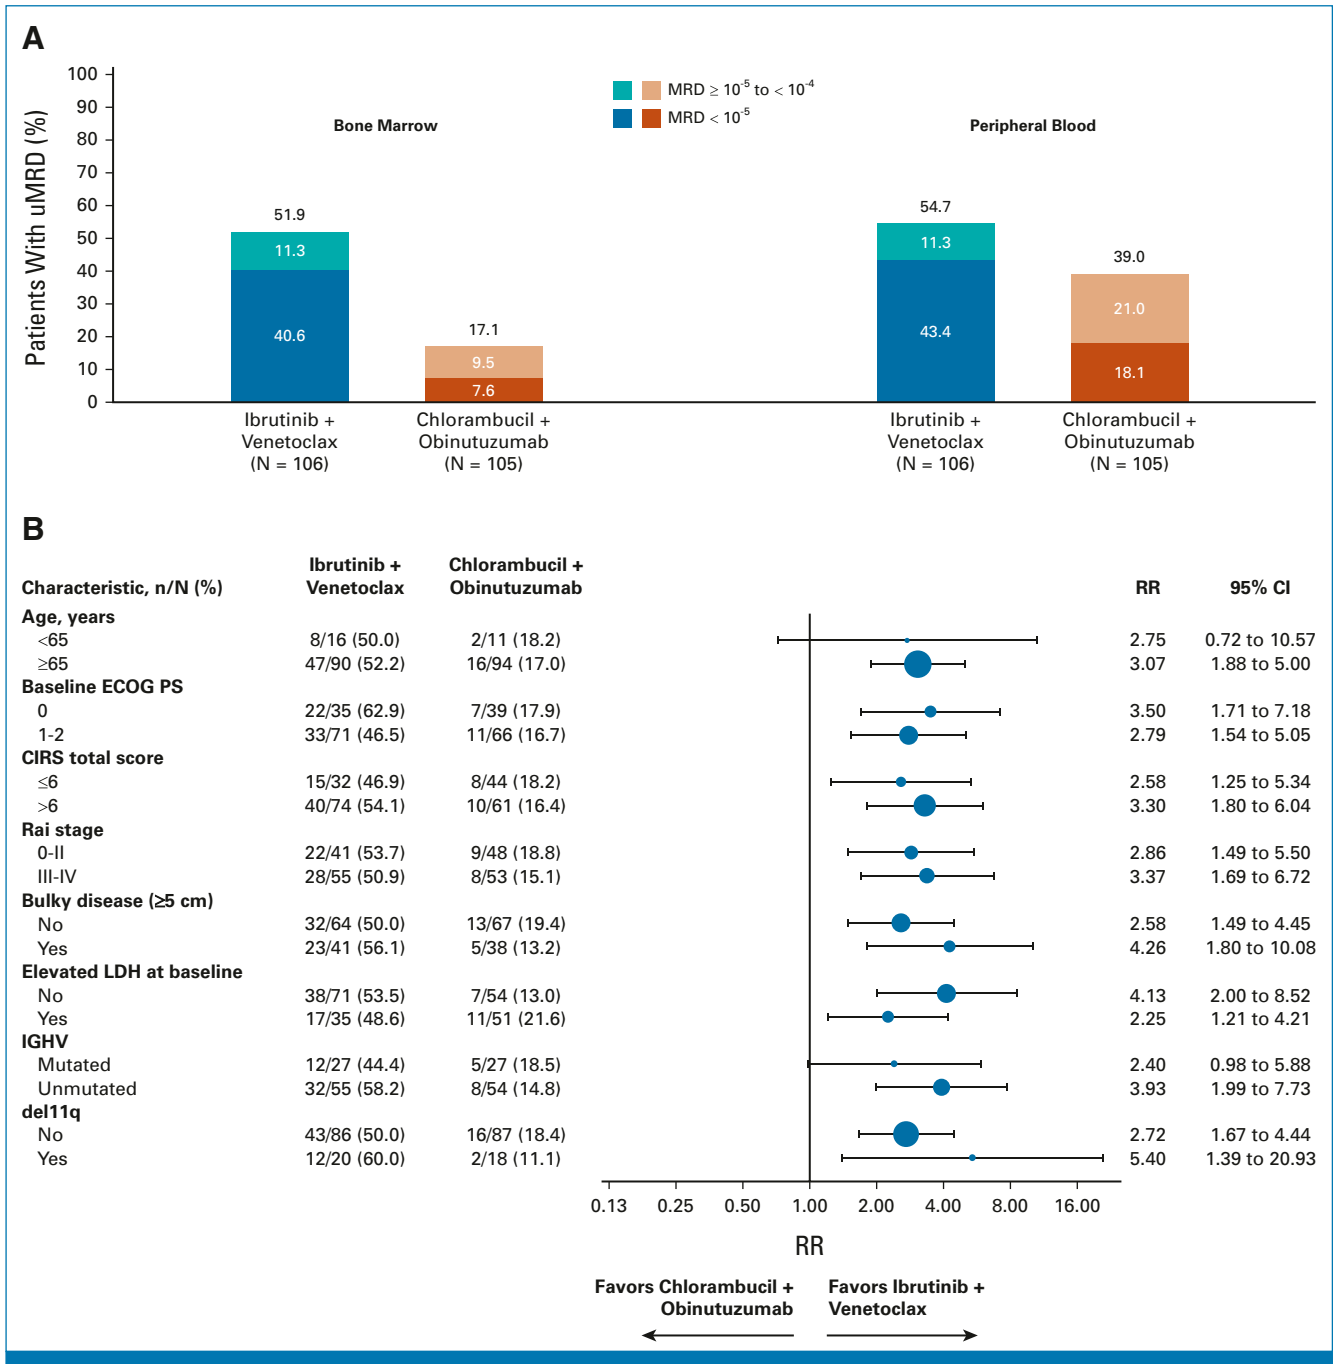 A
100
90
80
70
60
50
40
30
20
10
0
Patients With uMRD (%)
MRD ≥ 10⁻⁵ to < 10⁻⁴
MRD < 10⁻⁵
Bone Marrow
Peripheral Blood
51.9
11.3
40.6
17.1
9.5
7.6
54.7
11.3
43.4
39.0
21.0
18.1
Ibrutinib +
Venetoclax
(N = 106)
Chlorambucil +
Obinutuzumab
(N = 105)
Ibrutinib +
Venetoclax
(N = 106)
Chlorambucil +
Obinutuzumab
(N = 105)
B
Ibrutinib + Chlorambucil +
Characteristic, n/N (%) Venetoclax Obinutuzumab RR 95% CI
Age, years
<65 8/16 (50.0) 2/11 (18.2) 2.75 0.72 to 10.57
≥65 47/90 (52.2) 16/94 (17.0) 3.07 1.88 to 5.00
Baseline ECOG PS
0 22/35 (62.9) 7/39 (17.9) 3.50 1.71 to 7.18
1-2 33/71 (46.5) 11/66 (16.7) 2.79 1.54 to 5.05
CIRS total score
≤6 15/32 (46.9) 8/44 (18.2) 2.58 1.25 to 5.34
>6 40/74 (54.1) 10/61 (16.4) 3.30 1.80 to 6.04
Rai stage
0-II 22/41 (53.7) 9/48 (18.8) 2.86 1.49 to 5.50
III-IV 28/55 (50.9) 8/53 (15.1) 3.37 1.69 to 6.72
Bulky disease (≥5 cm)
No 32/64 (50.0) 13/67 (19.4) 2.58 1.49 to 4.45
Yes 23/41 (56.1) 5/38 (13.2) 4.26 1.80 to 10.08
Elevated LDH at baseline
No 38/71 (53.5) 7/54 (13.0) 4.13 2.00 to 8.52
Yes 17/35 (48.6) 11/51 (21.6) 2.25 1.21 to 4.21
IGHV
Mutated 12/27 (44.4) 5/27 (18.5) 2.40 0.98 to 5.88
Unmutated 32/55 (58.2) 8/54 (14.8) 3.93 1.99 to 7.73
del11q
No 43/86 (50.0) 16/87 (18.4) 2.72 1.67 to 4.44
Yes 12/20 (60.0) 2/18 (11.1) 5.40 1.39 to 20.93
0.13 0.25 0.50 1.00 2.00 4.00 8.00 16.00
RR
Favors Chlorambucil +
Obinutuzumab
Favors Ibrutinib +
Venetoclax